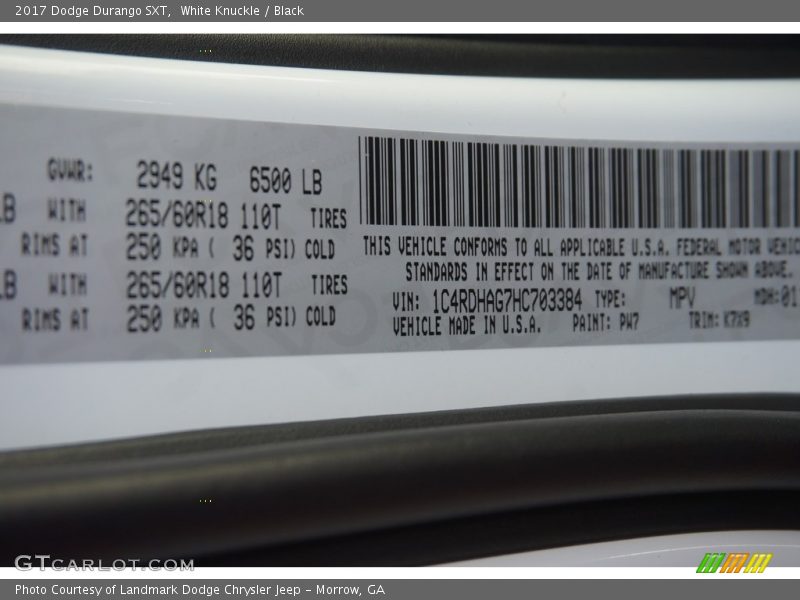 2017 Dodge Durango SXT, White Knuckle / Black
GVWR: 2949 KG 6500 LB
LB WITH 265/60R18 110T TIRES
RIMS AT 250 KPA ( 36 PSI) COLD
LB WITH 265/60R18 110T TIRES
RIMS AT 250 KPA ( 36 PSI) COLD
THIS VEHICLE CONFORMS TO ALL APPLICABLE U.S.A. FEDERAL MOTOR VEHIC
STANDARDS IN EFFECT ON THE DATE OF MANUFACTURE SHOWN ABOVE.
VIN: 1C4RDHAG7HC703384 TYPE: MPV MDH:01
VEHICLE MADE IN U.S.A. PAINT: PW7 TRIM: K7X9
GTCARLOT.COM
Photo Courtesy of Landmark Dodge Chrysler Jeep - Morrow, GA